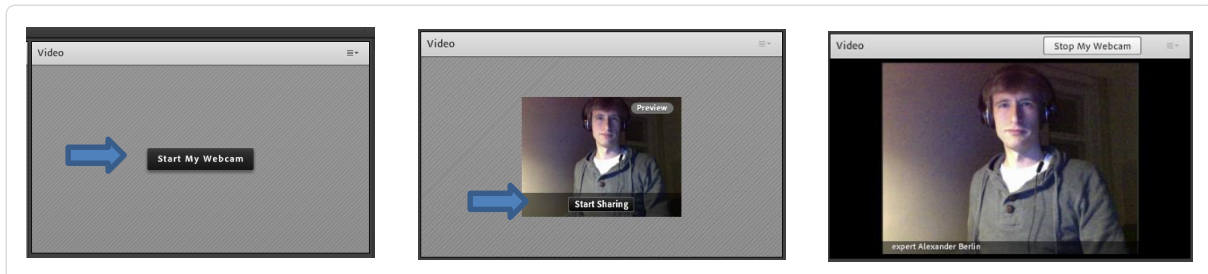 Video
Start My Webcam
Video
Preview
Start Sharing
Video
Stop My Webcam
expert Alexander Berlin